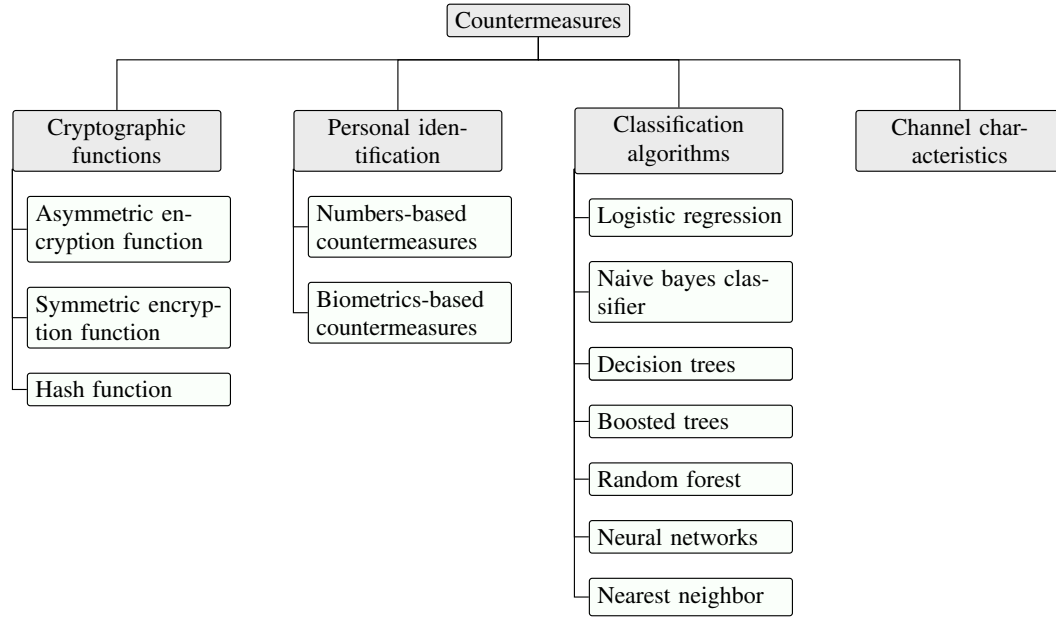 Countermeasures
Cryptographic
functions
Asymmetric en-
cryption function
Symmetric encryp-
tion function
Hash function
Personal iden-
tification
Numbers-based
countermeasures
Biometrics-based
countermeasures
Classification
algorithms
Logistic regression
Naive bayes clas-
sifier
Decision trees
Boosted trees
Random forest
Neural networks
Nearest neighbor
Channel char-
acteristics